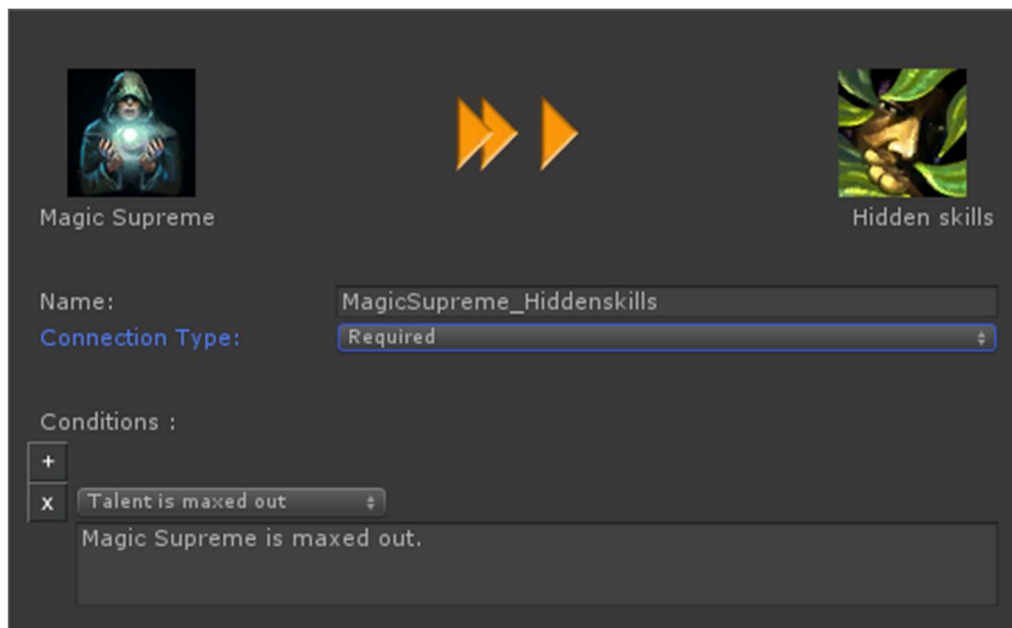 Magic Supreme
Hidden skills
Name:
MagicSupreme_Hiddenskills
Connection Type:
Required
Conditions :
+
x
Talent is maxed out
Magic Supreme is maxed out.